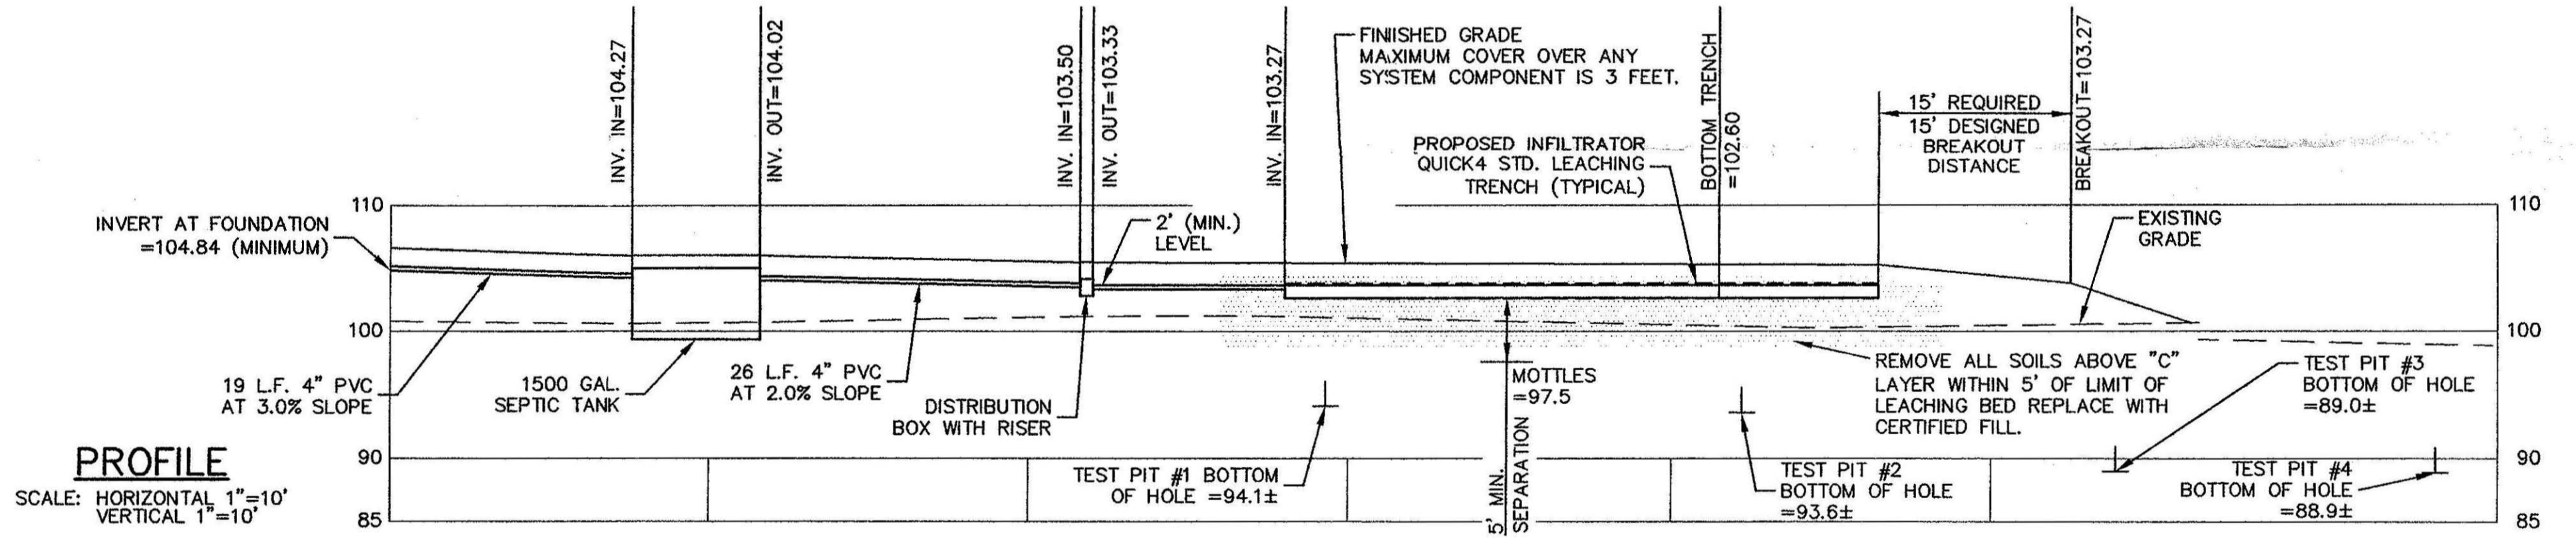 INV. IN=104.27
INV. OUT=104.02
INV. IN=103.50
INV. OUT=103.33
INV. IN=103.27
FINISHED GRADE
MAXIMUM COVER OVER ANY
SYSTEM COMPONENT IS 3 FEET.
PROPOSED INFILTRATOR
QUICK4 STD. LEACHING
TRENCH (TYPICAL)
BOTTOM TRENCH
=102.60
15' REQUIRED
15' DESIGNED
BREAKOUT
DISTANCE
BREAKOUT=103.27
110
110
INVERT AT FOUNDATION
=104.84 (MINIMUM)
2' (MIN.)
LEVEL
EXISTING
GRADE
100
100
19 L.F. 4" PVC
AT 3.0% SLOPE
1500 GAL.
SEPTIC TANK
26 L.F. 4" PVC
AT 2.0% SLOPE
DISTRIBUTION
BOX WITH RISER
MOTTLES
=97.5
REMOVE ALL SOILS ABOVE "C"
LAYER WITHIN 5' OF LIMIT OF
LEACHING BED REPLACE WITH
CERTIFIED FILL.
TEST PIT #3
BOTTOM OF HOLE
=89.0±
PROFILE
SCALE: HORIZONTAL 1"=10'
VERTICAL 1"=10'
90
90
TEST PIT #1 BOTTOM
OF HOLE =94.1±
5' MIN.
SEPARATION
TEST PIT #2
BOTTOM OF HOLE
=93.6±
TEST PIT #4
BOTTOM OF HOLE
=88.9±
85
85